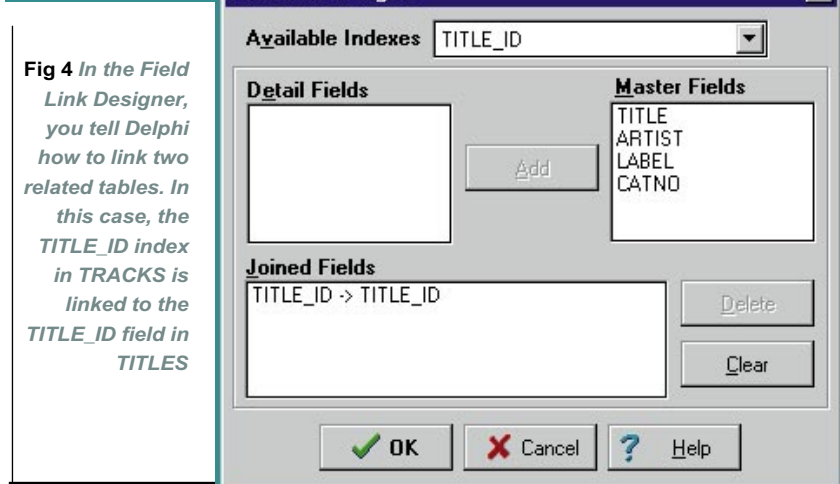 Fig 4 In the Field
Link Designer,
you tell Delphi
how to link two
related tables. In
this case, the
TITLE_ID index
in TRACKS is
linked to the
TITLE_ID field in
TITLES
Available Indexes TITLE_ID
Detail Fields
Master Fields
TITLE
ARTIST
LABEL
CATNO
Add
Joined Fields
TITLE_ID -> TITLE_ID
Delete
Clear
OK Cancel ? Help